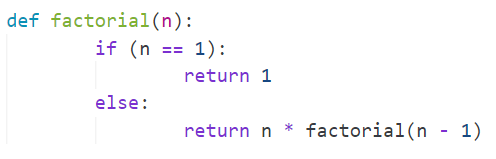 def factorial(n):
        if (n == 1):
                return 1
        else:
                return n * factorial(n - 1)